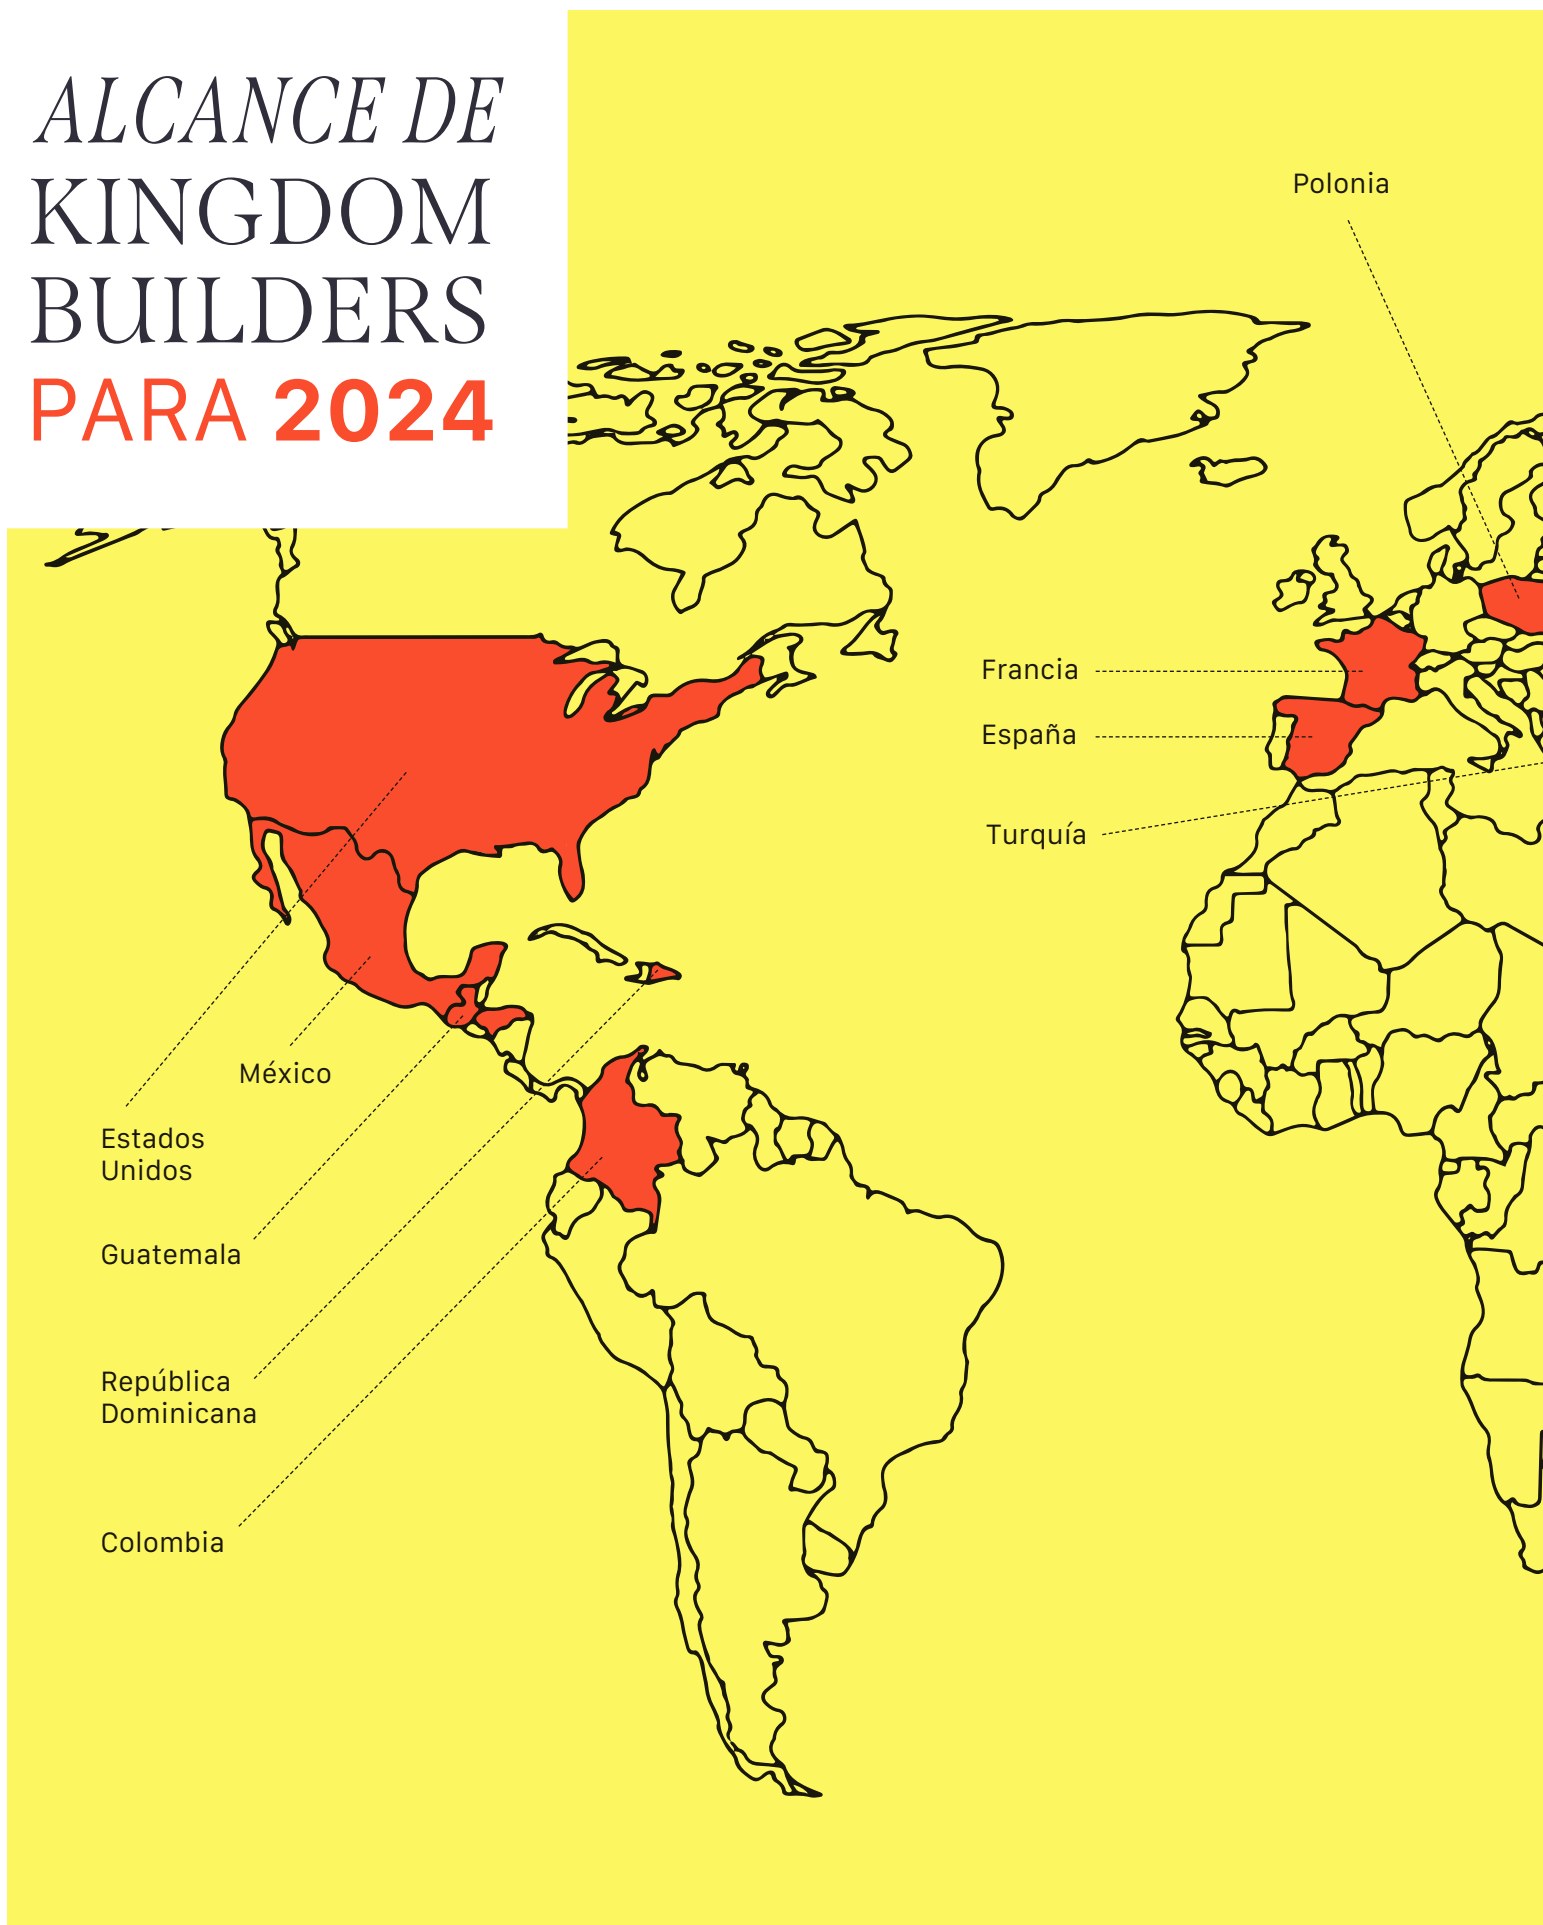 ALCANCE DE
KINGDOM
BUILDERS
PARA 2024
Polonia
Francia
España
Turquía
México
Estados
Unidos
Guatemala
República
Dominicana
Colombia